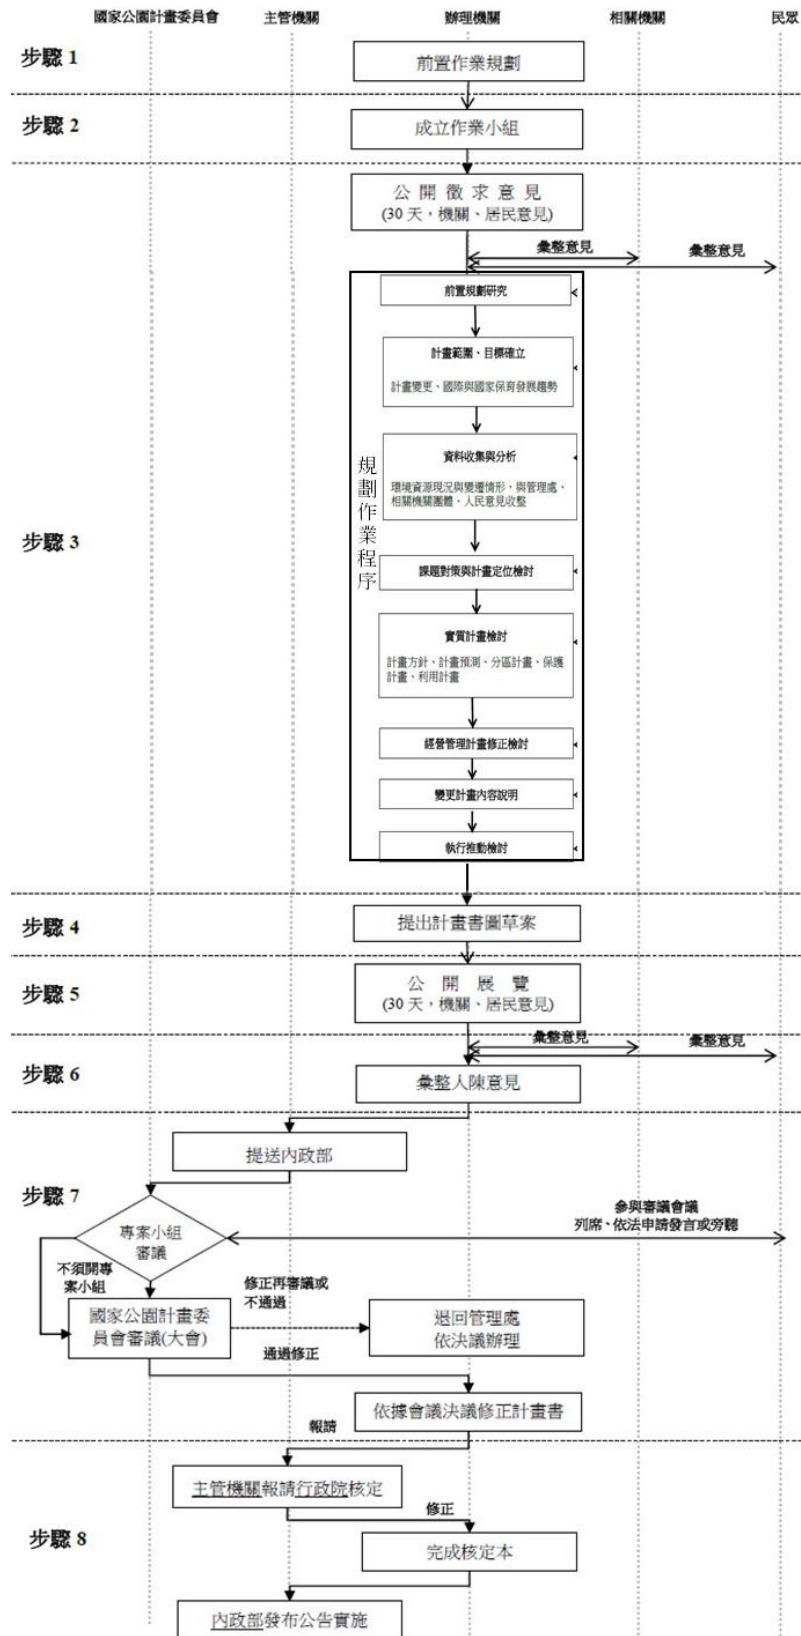 國家公園計畫委員會 主管機關 辦理機關 相關機關 民眾
步驟 1
前置作業規劃
步驟 2
成立作業小組
公開徵求意見
(30 天，機關、居民意見)
彙整意見
彙整意見
步驟 3
規劃作業程序
前置規劃研究
計畫範圍、目標確立
計畫變更、國際與國家保育發展趨勢
資料收集與分析
環境資源現況與變遷情形、與管理處、
相關機關團體、人民意見收整
課題對策與計畫定位檢討
實質計畫檢討
計畫方針、計畫預測、分區計畫、保護
計畫、利用計畫
經營管理計畫修正檢討
變更計畫內容說明
執行推動檢討
步驟 4
提出計畫書圖草案
步驟 5
公開展覽
(30 天，機關、居民意見)
彙整意見
彙整意見
步驟 6
彙整人陳意見
提送內政部
步驟 7
專案小組
審議
參與審議會議
列席、依法申請發言或旁聽
不須開專
案小組
國家公園計畫委
員會審議(大會)
修正再審議或
不通過
退回管理處
依決議辦理
通過修正
依據會議決議修正計畫書
報請
步驟 8
主管機關報請行政院核定
修正
完成核定本
內政部發布公告實施